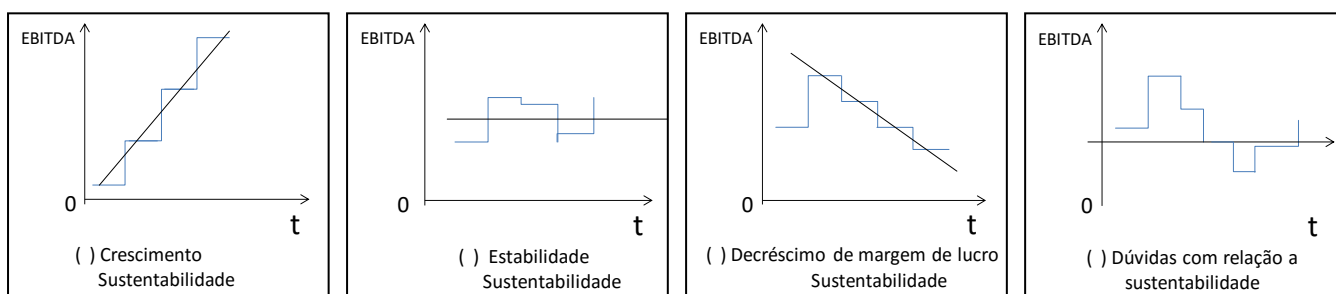 EBITDA
0
t
( ) Crescimento
Sustentabilidade
EBITDA
0
t
( ) Estabilidade
Sustentabilidade
EBITDA
0
t
( ) Decréscimo de margem de lucro
Sustentabilidade
EBITDA
0
t
( ) Dúvidas com relação a
sustentabilidade